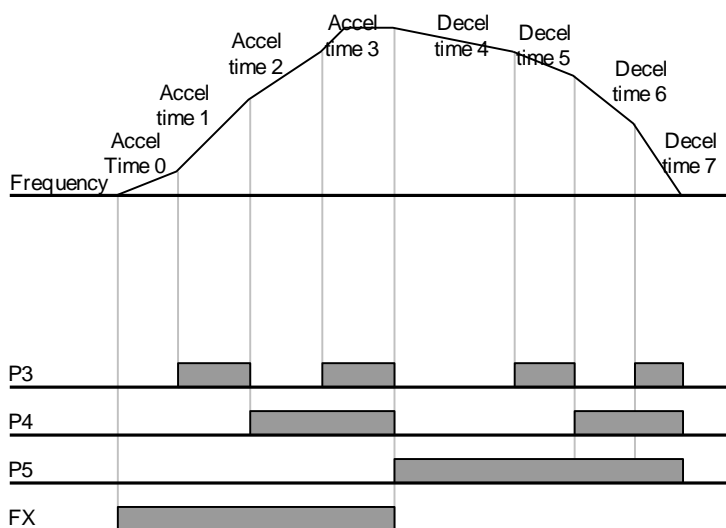 Accel
time 3
Decel
time 4
Decel
time 5
Accel
time 2
Decel
time 6
Accel
time 1
Accel
Time 0
Decel
time 7
Frequency
P3
P4
P5
FX